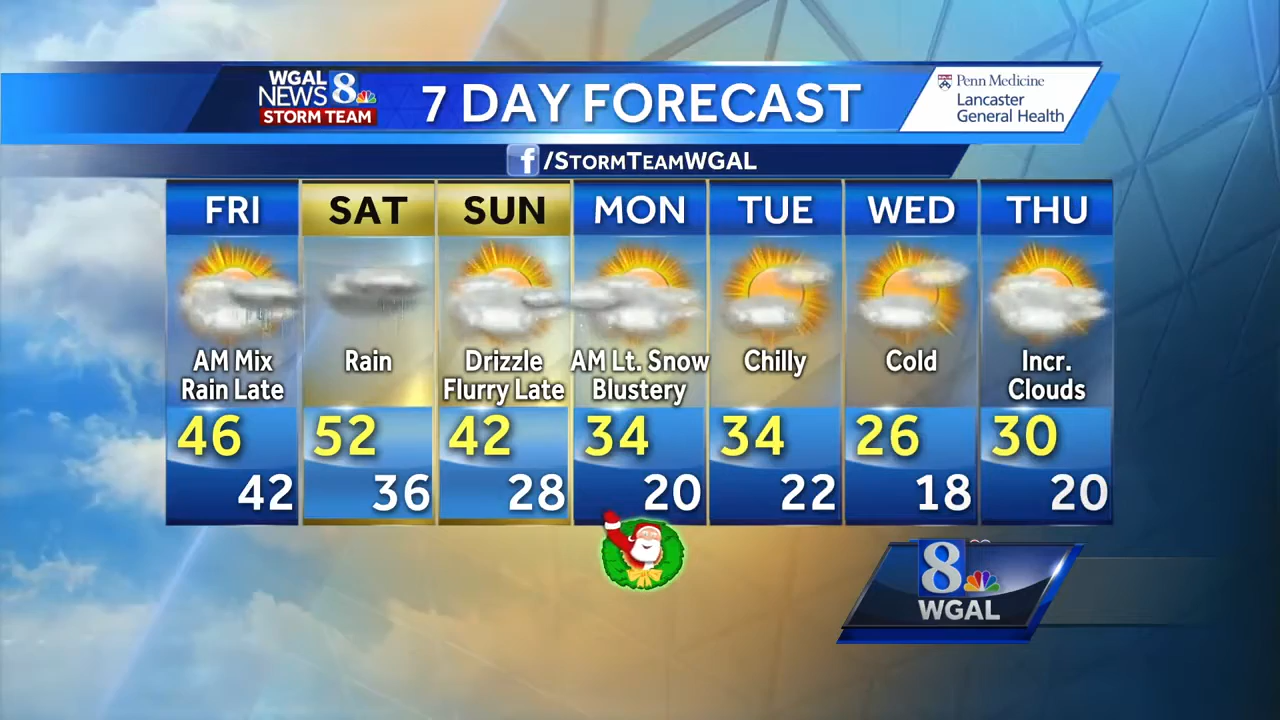 WGAL
NEWS 8
STORM TEAM
7 DAY FORECAST
Penn Medicine
Lancaster
General Health
f /STORMTEAMWGAL
FRI SAT SUN MON TUE WED THU
AM Mix Rain Drizzle AM Lt. Snow Chilly Cold Incr.
Rain Late Flurry Late Blustery Clouds
46 52 42 34 34 26 30
42 36 28 20 22 18 20
8
WGAL